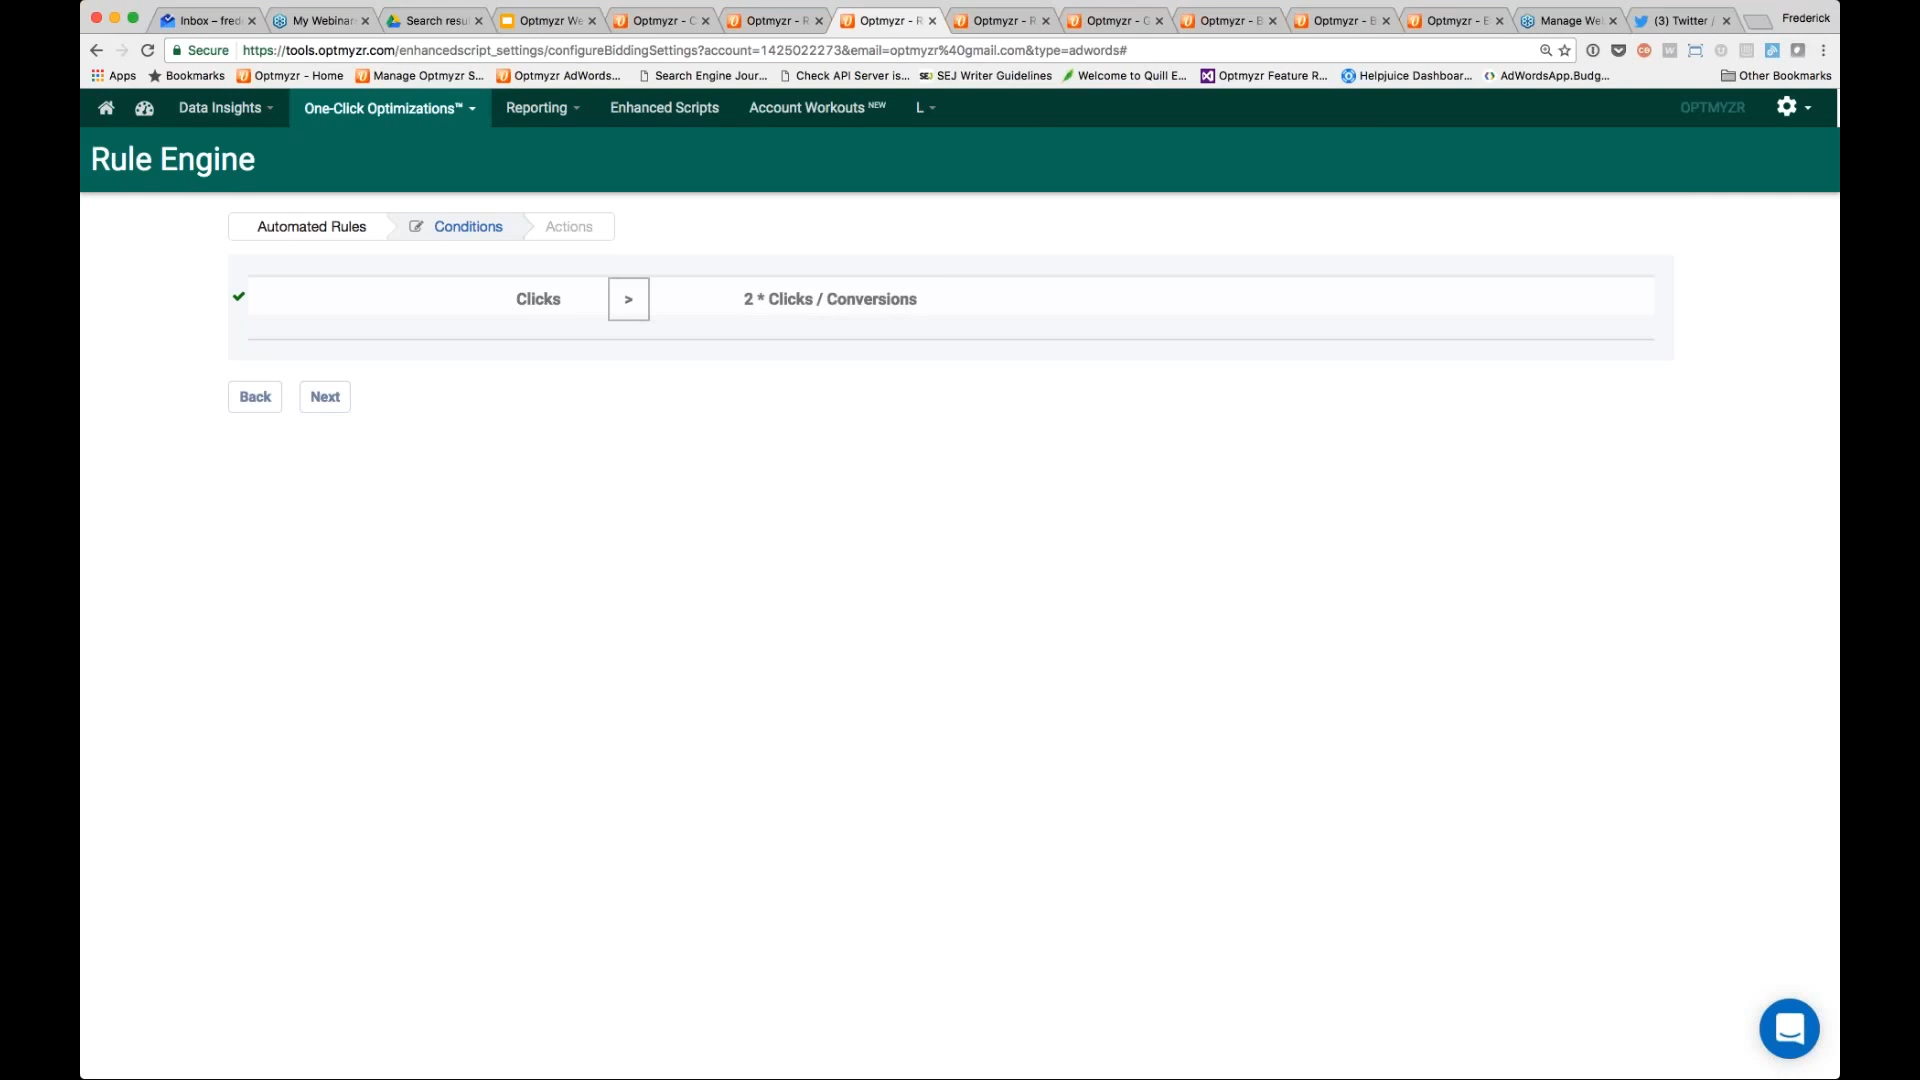 Inbox – fred
My Webinar
Search resul
Optmyzr We
Optmyzr - C
Optmyzr - R
Optmyzr - R
Optmyzr - R
Optmyzr - B
Optmyzr - B
Optmyzr - E
Manage We
(3) Twitter /
Frederick
Secure https://tools.optmyzr.com/enhancedscript_settings/configureBiddingSettings?account=1425022273&email=optmyzr%40gmail.com&type=adwords#
Apps Bookmarks Optmyzr - Home Manage Optmyzr S... Optmyzr AdWords... Search Engine Jour... Check API Server is... SEJ SEJ Writer Guidelines Welcome to Quill E... Optmyzr Feature R... Helpjuice Dashboar... AdWordsApp.Budg... Other Bookmarks
Data Insights One-Click Optimizations™ Reporting Enhanced Scripts Account Workouts NEW L OPTMYZR
Rule Engine
Automated Rules Conditions Actions
Clicks > 2 * Clicks / Conversions
Back Next